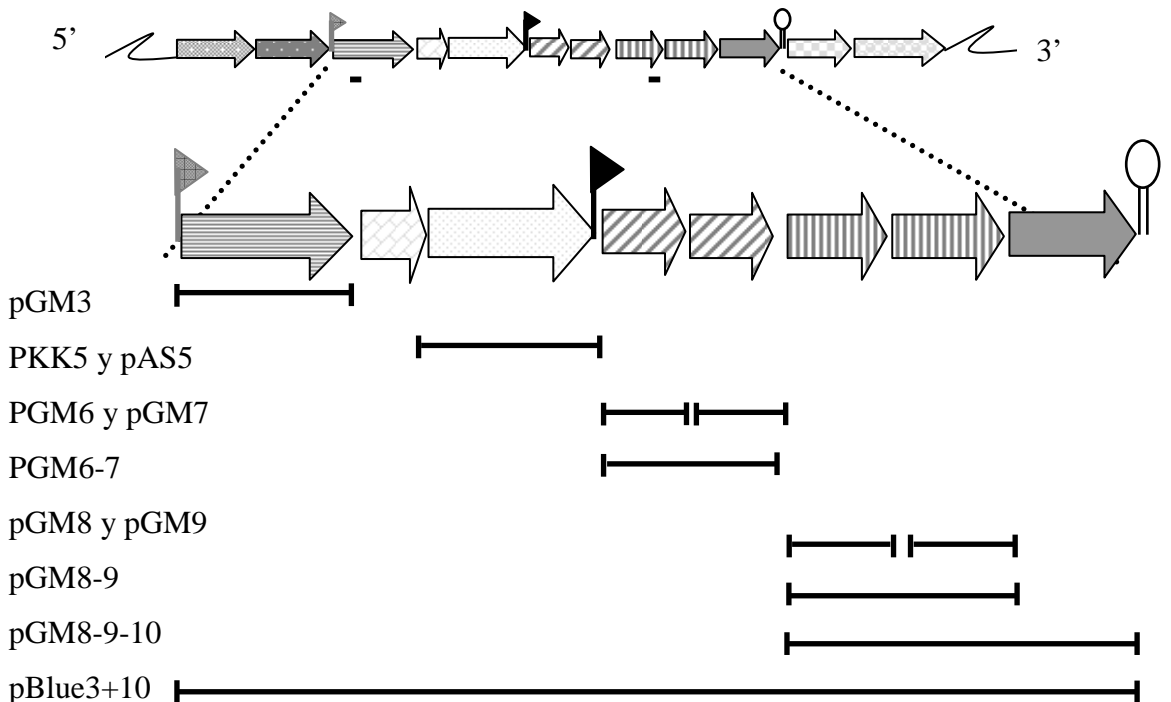 5’ 3’
pGM3
PKK5 y pAS5
PGM6 y pGM7
PGM6-7
pGM8 y pGM9
pGM8-9
pGM8-9-10
pBlue3+10